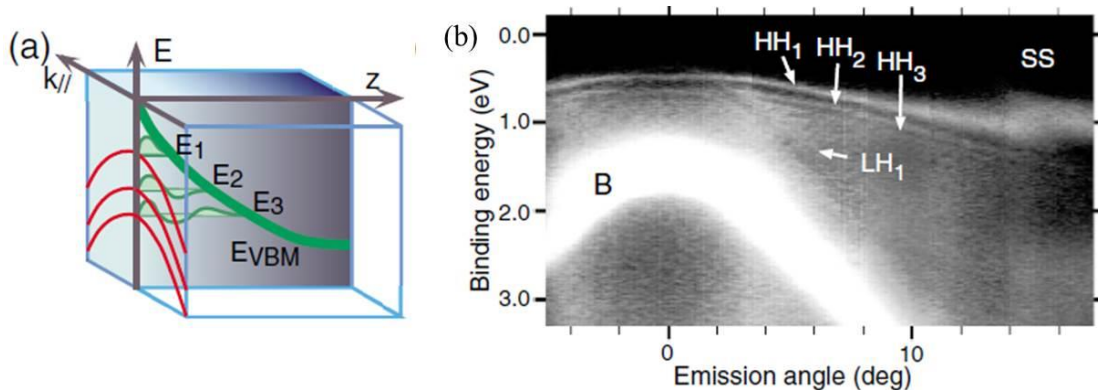 (a)
E
k//
z
E1
E2
E3
EVBM
(b)
Binding energy (eV)
0.0
1.0
2.0
3.0
HH1
HH2
HH3
SS
LH1
B
0
10
Emission angle (deg)